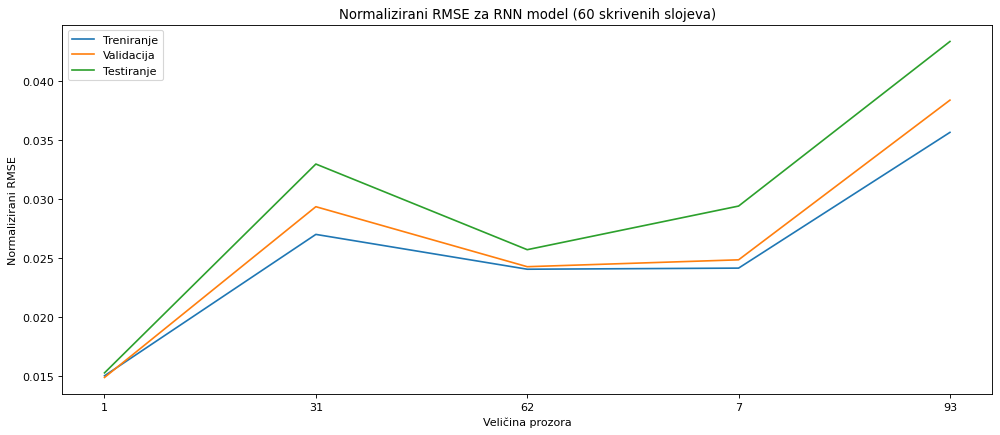 Normalizirani RMSE za RNN model (60 skrivenih slojeva)
Treniranje
Validacija
Testiranje
Normalizirani RMSE
0.040
0.035
0.030
0.025
0.020
0.015
1 31 62 7 93
Veličina prozora